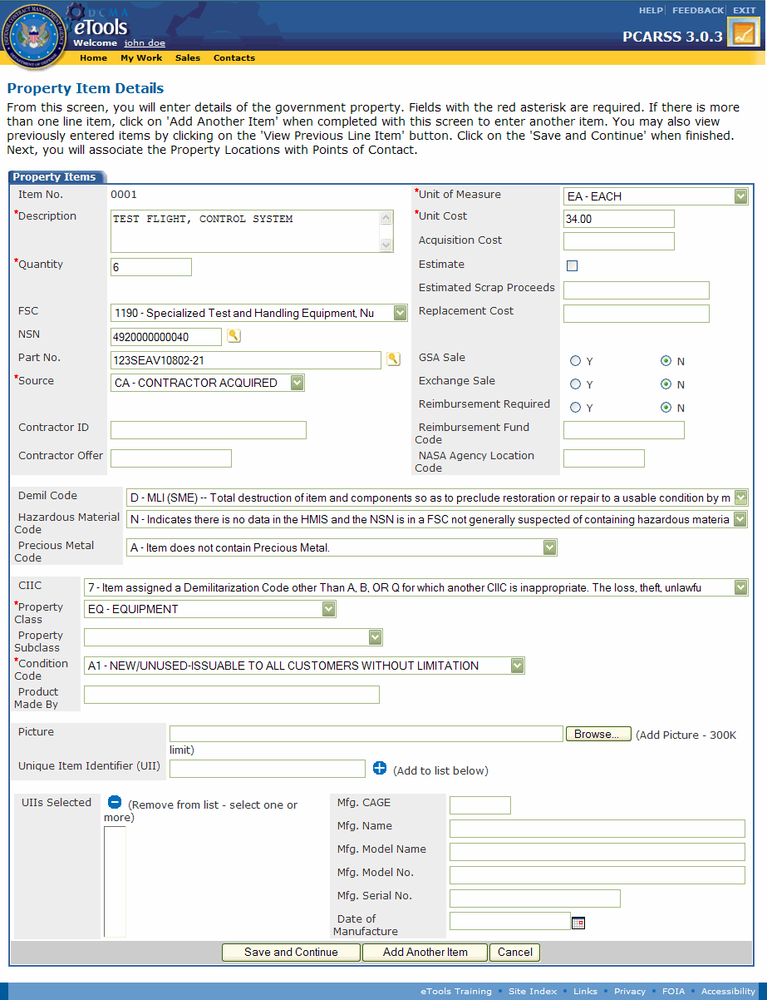 HELP FEEDBACK EXIT
DCMA
eTools
Welcome john doe
PCARSS 3.0.3
Home My Work Sales Contacts
Property Item Details
From this screen, you will enter details of the government property. Fields with the red asterisk are required. If there is more
than one line item, click on 'Add Another Item' when completed with this screen to enter another item. You may also view
previously entered items by clicking on the 'View Previous Line Item' button. Click on the 'Save and Continue' when finished.
Next, you will associate the Property Locations with Points of Contact.
Property Items
Item No. 0001
*Description TEST FLIGHT, CONTROL SYSTEM
*Quantity 6
FSC 1190 - Specialized Test and Handling Equipment, Nu
NSN 4920000000040
Part No. 123SEAV10802-21
*Source CA - CONTRACTOR ACQUIRED
Contractor ID
Contractor Offer
*Unit of Measure EA - EACH
*Unit Cost 34.00
Acquisition Cost
Estimate
Estimated Scrap Proceeds
Replacement Cost
GSA Sale Y N
Exchange Sale Y N
Reimbursement Required Y N
Reimbursement Fund
Code
NASA Agency Location
Code
Demil Code D - MLI (SME) -- Total destruction of item and components so as to preclude restoration or repair to a usable condition by m
Hazardous Material
Code N - Indicates there is no data in the HMIS and the NSN is in a FSC not generally suspected of containing hazardous materia
Precious Metal
Code A - Item does not contain Precious Metal.
CIIC 7 - Item assigned a Demilitarization Code other Than A, B, OR Q for which another CIIC is inappropriate. The loss, theft, unlawfu
*Property
Class EQ - EQUIPMENT
Property
Subclass
*Condition
Code A1 - NEW/UNUSED-ISSUABLE TO ALL CUSTOMERS WITHOUT LIMITATION
Product
Made By
Picture Browse... (Add Picture - 300K
limit)
Unique Item Identifier (UII) (Add to list below)
UIIs Selected (Remove from list - select one or
more)
Mfg. CAGE
Mfg. Name
Mfg. Model Name
Mfg. Model No.
Mfg. Serial No.
Date of
Manufacture
Save and Continue Add Another Item Cancel
eTools Training • Site Index • Links • Privacy • FOIA • Accessibility